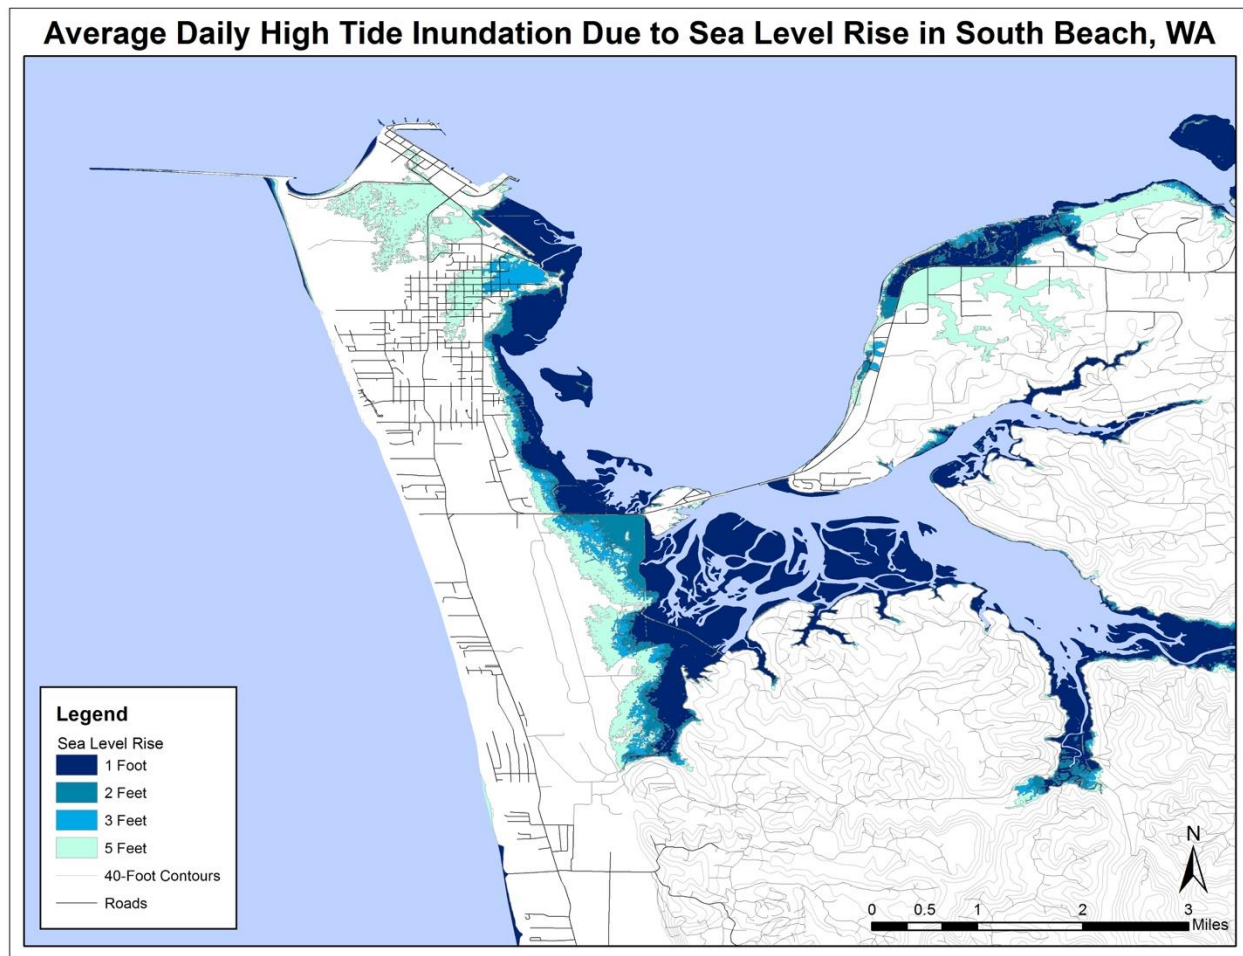 Average Daily High Tide Inundation Due to Sea Level Rise in South Beach, WA
Legend
Sea Level Rise
1 Foot
2 Feet
3 Feet
5 Feet
40-Foot Contours
Roads
N
0 0.5 1 2 3
Miles